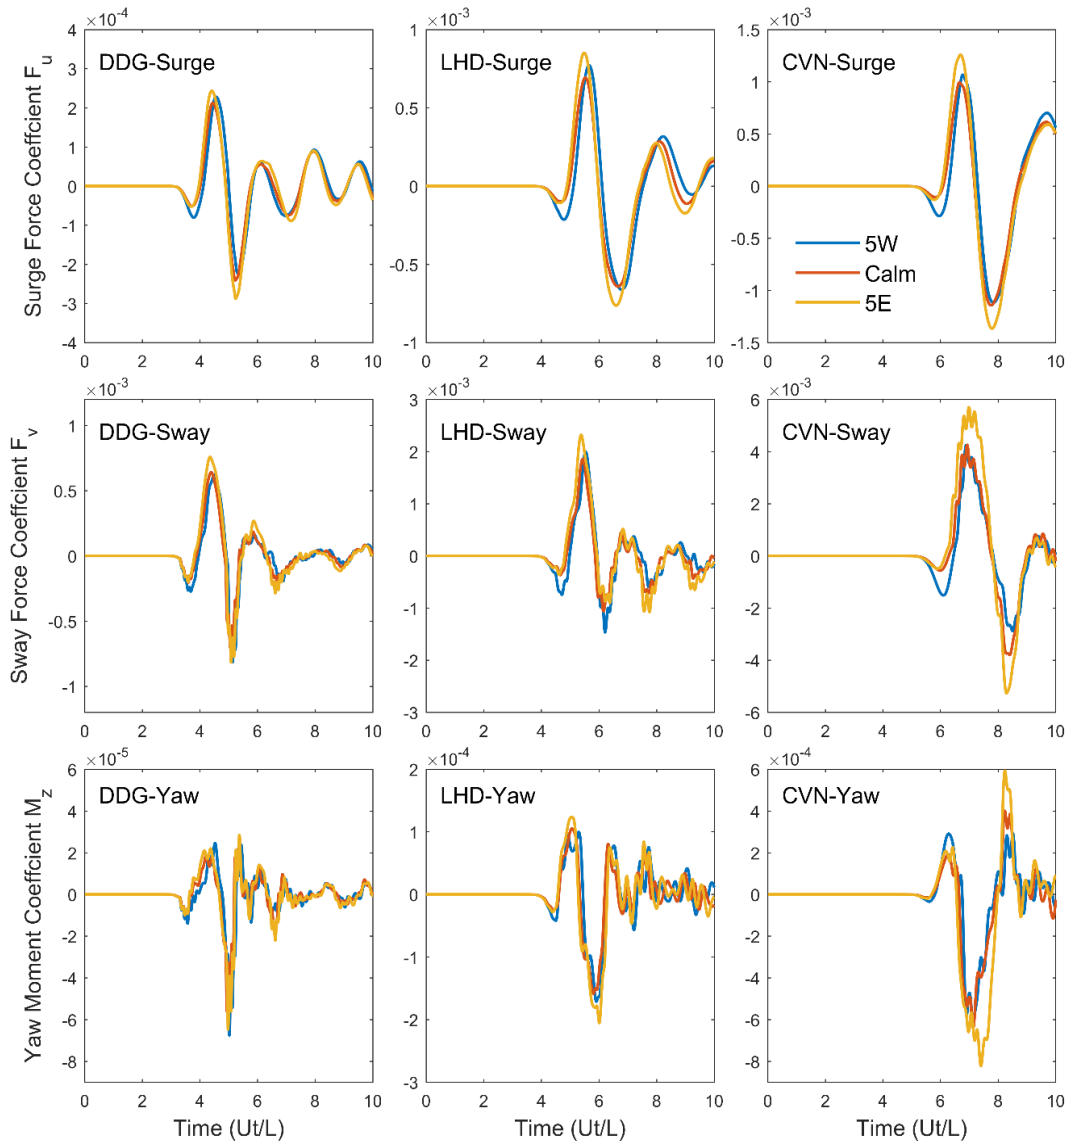 ×10⁻⁴
×10⁻³
×10⁻³
4
3
2
1
0
-1
-2
-3
-4
DDG-Surge
Surge Force Coeffcient F_u
0 2 4 6 8 10
1
0.5
0
-0.5
-1
LHD-Surge
0 2 4 6 8 10
1.5
1
0.5
0
-0.5
-1
-1.5
CVN-Surge
5W
Calm
5E
0 2 4 6 8 10
×10⁻³
×10⁻³
×10⁻³
1
0.5
0
-0.5
-1
DDG-Sway
Sway Force Coeffcient F_v
0 2 4 6 8 10
3
2
1
0
-1
-2
-3
LHD-Sway
0 2 4 6 8 10
6
4
2
0
-2
-4
-6
CVN-Sway
0 2 4 6 8 10
×10⁻⁵
×10⁻⁴
×10⁻⁴
6
4
2
0
-2
-4
-6
-8
DDG-Yaw
Yaw Moment Coeffcient M_z
0 2 4 6 8 10
Time (Ut/L)
2
1
0
-1
-2
-3
LHD-Yaw
0 2 4 6 8 10
Time (Ut/L)
6
4
2
0
-2
-4
-6
-8
CVN-Yaw
0 2 4 6 8 10
Time (Ut/L)